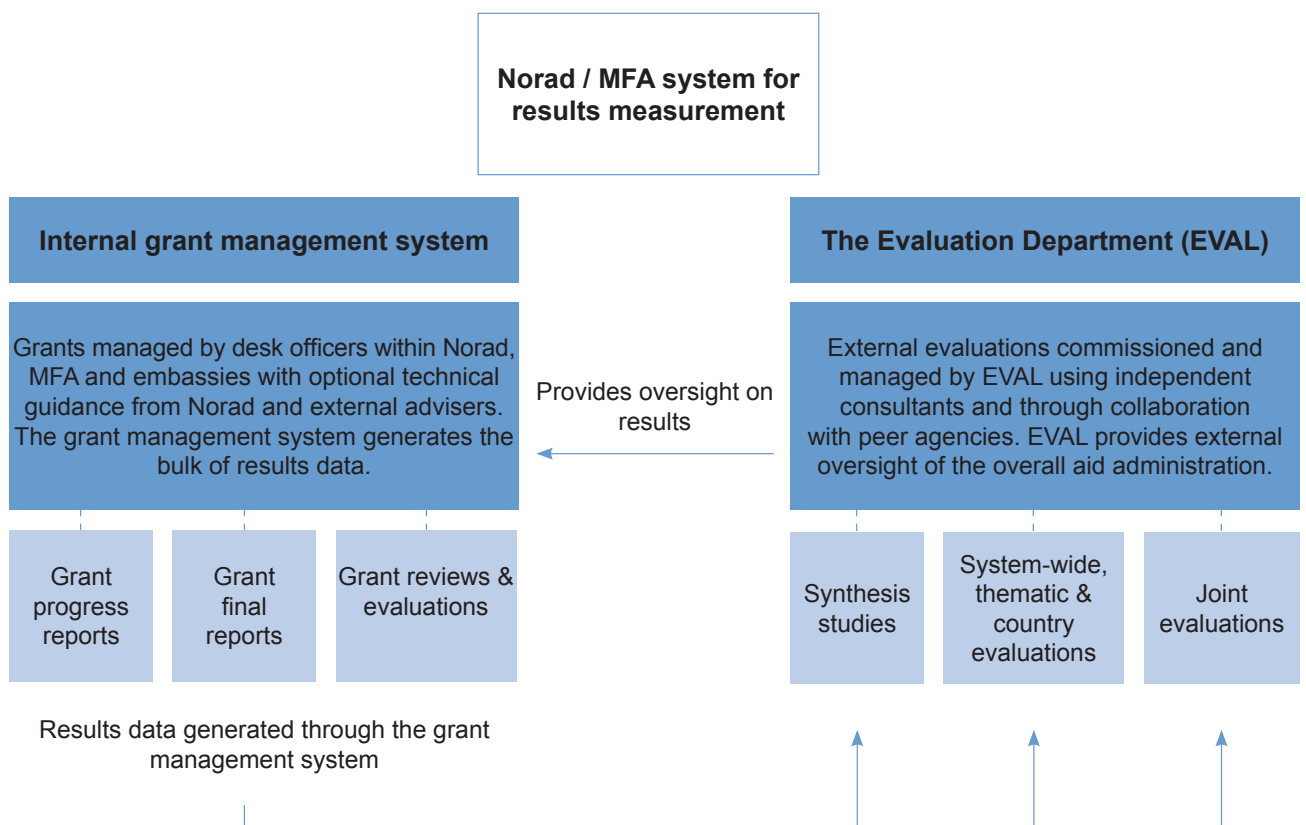 Norad / MFA system for
results measurement
Internal grant management system
The Evaluation Department (EVAL)
Grants managed by desk officers within Norad,
MFA and embassies with optional technical
guidance from Norad and external advisers.
The grant management system generates the
bulk of results data.
Provides oversight on
results
External evaluations commissioned and
managed by EVAL using independent
consultants and through collaboration
with peer agencies. EVAL provides external
oversight of the overall aid administration.
Grant
progress
reports
Grant
final
reports
Grant reviews &
evaluations
Synthesis
studies
System-wide,
thematic &
country
evaluations
Joint
evaluations
Results data generated through the grant
management system